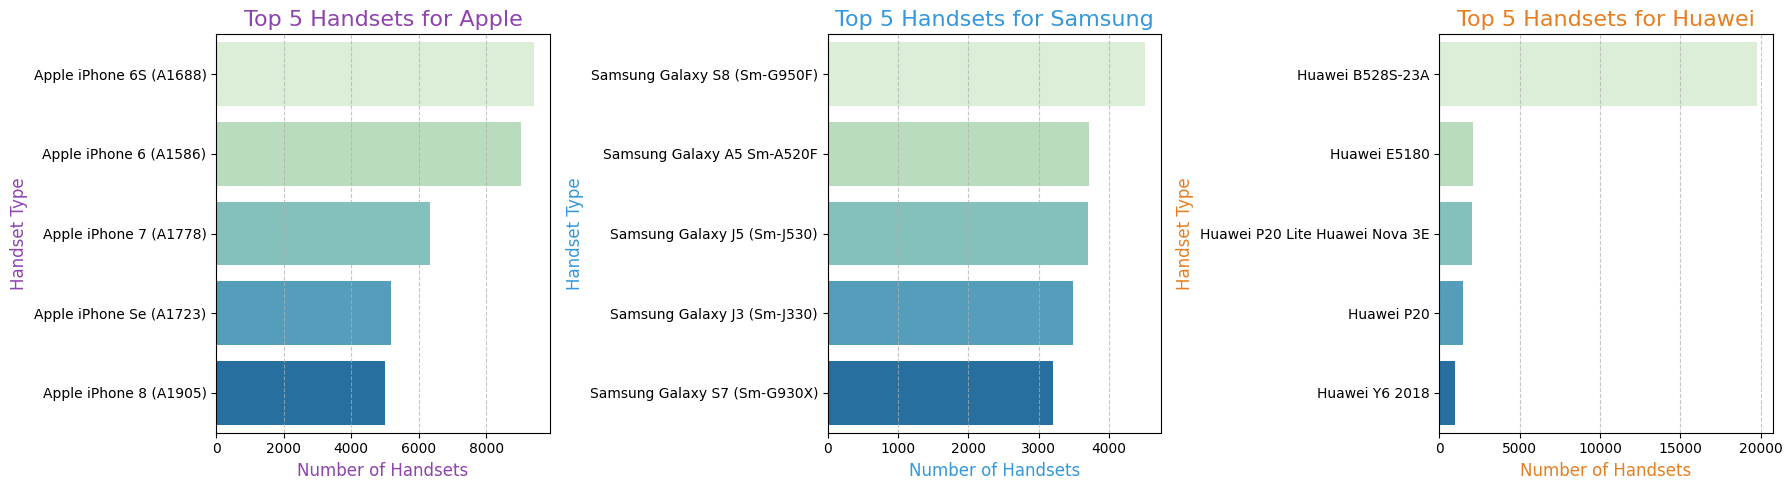 Top 5 Handsets for Apple
Handset Type
Apple iPhone 6S (A1688)
Apple iPhone 6 (A1586)
Apple iPhone 7 (A1778)
Apple iPhone Se (A1723)
Apple iPhone 8 (A1905)
0 2000 4000 6000 8000
Number of Handsets
Top 5 Handsets for Samsung
Handset Type
Samsung Galaxy S8 (Sm-G950F)
Samsung Galaxy A5 Sm-A520F
Samsung Galaxy J5 (Sm-J530)
Samsung Galaxy J3 (Sm-J330)
Samsung Galaxy S7 (Sm-G930X)
0 1000 2000 3000 4000
Number of Handsets
Top 5 Handsets for Huawei
Handset Type
Huawei B528S-23A
Huawei E5180
Huawei P20 Lite Huawei Nova 3E
Huawei P20
Huawei Y6 2018
0 5000 10000 15000 20000
Number of Handsets